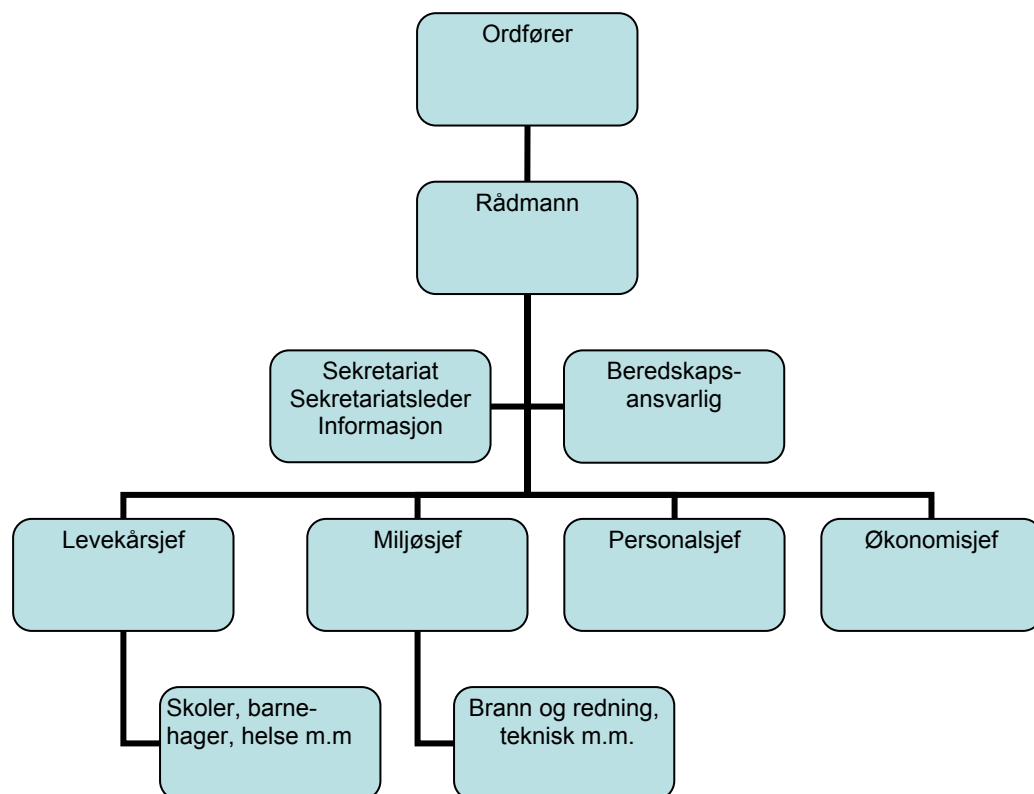 Ordfører
Rådmann
Sekretariat
Sekretariatsleder
Informasjon
Beredskaps-
ansvarlig
Levekårsjef
Miljøsjef
Personalsjef
Økonomisjef
Skoler, barne-
hager, helse m.m
Brann og redning,
teknisk m.m.